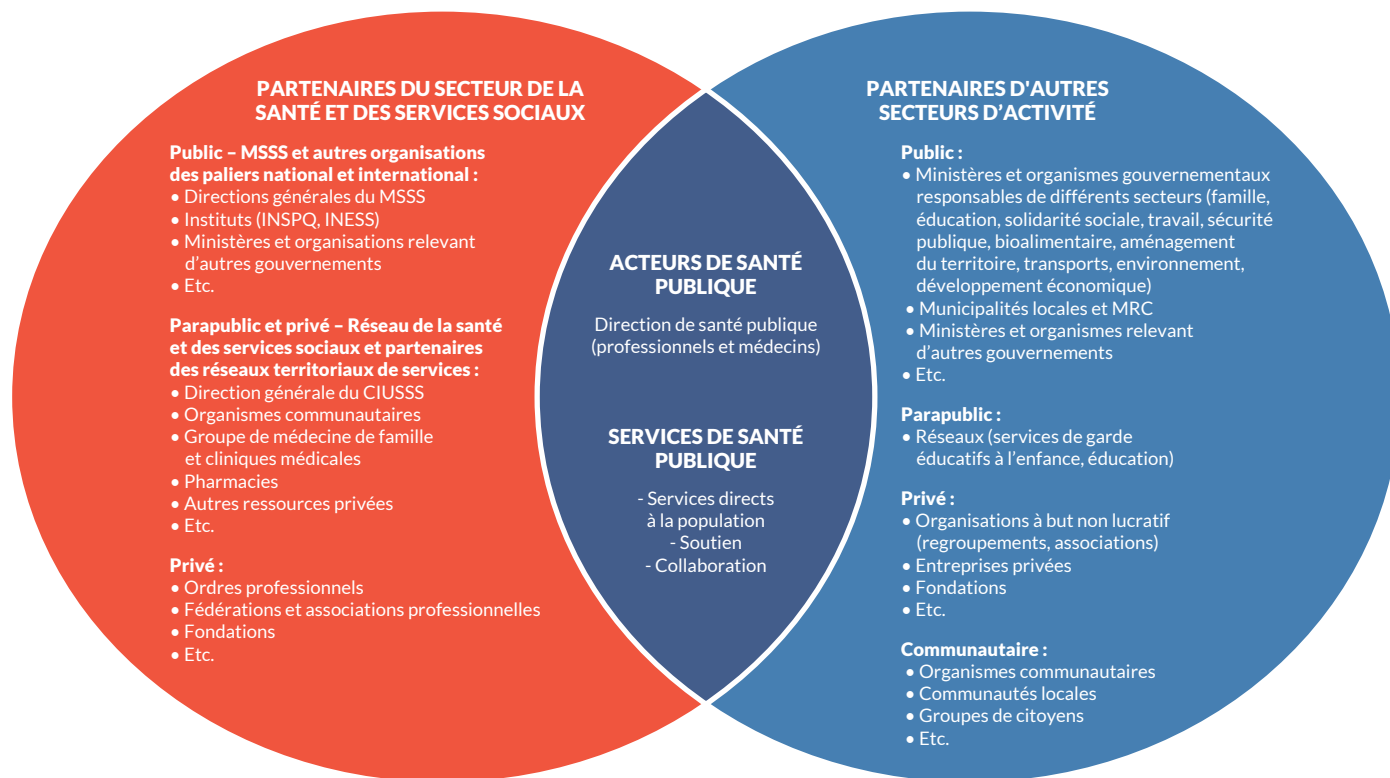 PARTENAIRES DU SECTEUR DE LA
SANTÉ ET DES SERVICES SOCIAUX
Public – MSSS et autres organisations
des paliers national et international :
• Directions générales du MSSS
• Instituts (INSPQ, INESS)
• Ministères et organisations relevant
d’autres gouvernements
• Etc.
Parapublic et privé – Réseau de la santé
et des services sociaux et partenaires
des réseaux territoriaux de services :
• Direction générale du CIUSSS
• Organismes communautaires
• Groupe de médecine de famille
et cliniques médicales
• Pharmacies
• Autres ressources privées
• Etc.
Privé :
• Ordres professionnels
• Fédérations et associations professionnelles
• Fondations
• Etc.
ACTEURS DE SANTÉ
PUBLIQUE
Direction de santé publique
(professionnels et médecins)
SERVICES DE SANTÉ
PUBLIQUE
- Services directs
à la population
- Soutien
- Collaboration
PARTENAIRES D'AUTRES
SECTEURS D’ACTIVITÉ
Public :
• Ministères et organismes gouvernementaux
responsables de différents secteurs (famille,
éducation, solidarité sociale, travail, sécurité
publique, bioalimentaire, aménagement
du territoire, transports, environnement,
développement économique)
• Municipalités locales et MRC
• Ministères et organismes relevant
d’autres gouvernements
• Etc.
Parapublic :
• Réseaux (services de garde
éducatifs à l’enfance, éducation)
Privé :
• Organisations à but non lucratif
(regroupements, associations)
• Entreprises privées
• Fondations
• Etc.
Communautaire :
• Organismes communautaires
• Communautés locales
• Groupes de citoyens
• Etc.